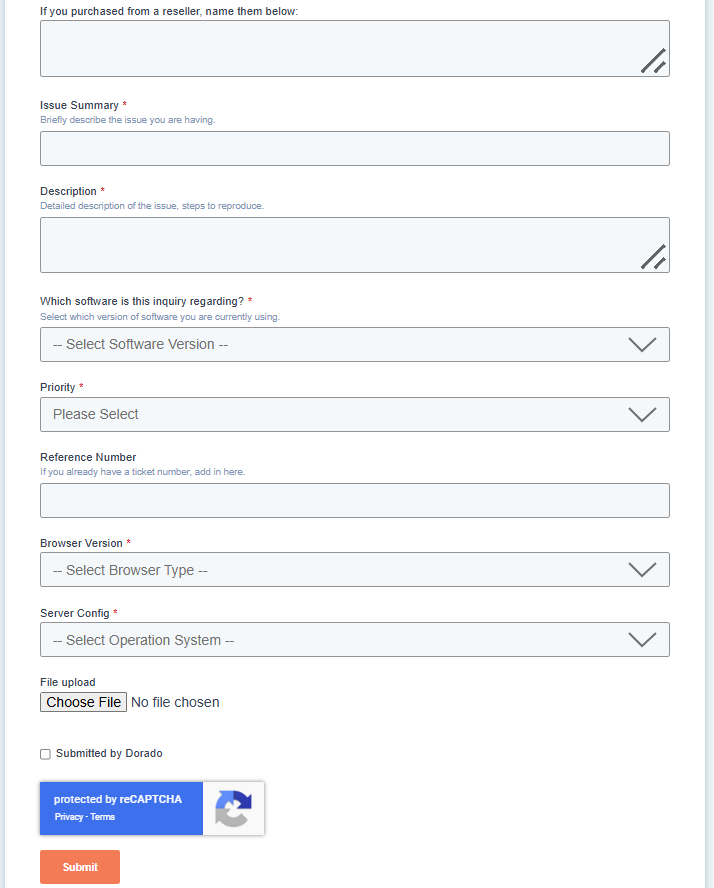 If you purchased from a reseller, name them below:
Issue Summary *
Briefly describe the issue you are having.
Description *
Detailed description of the issue, steps to reproduce.
Which software is this inquiry regarding? *
Select which version of software you are currently using.
-- Select Software Version --
Priority *
Please Select
Reference Number
If you already have a ticket number, add in here.
Browser Version *
-- Select Browser Type --
Server Config *
-- Select Operation System --
File upload
Choose File No file chosen
Submitted by Dorado
protected by reCAPTCHA
Privacy - Terms
Submit